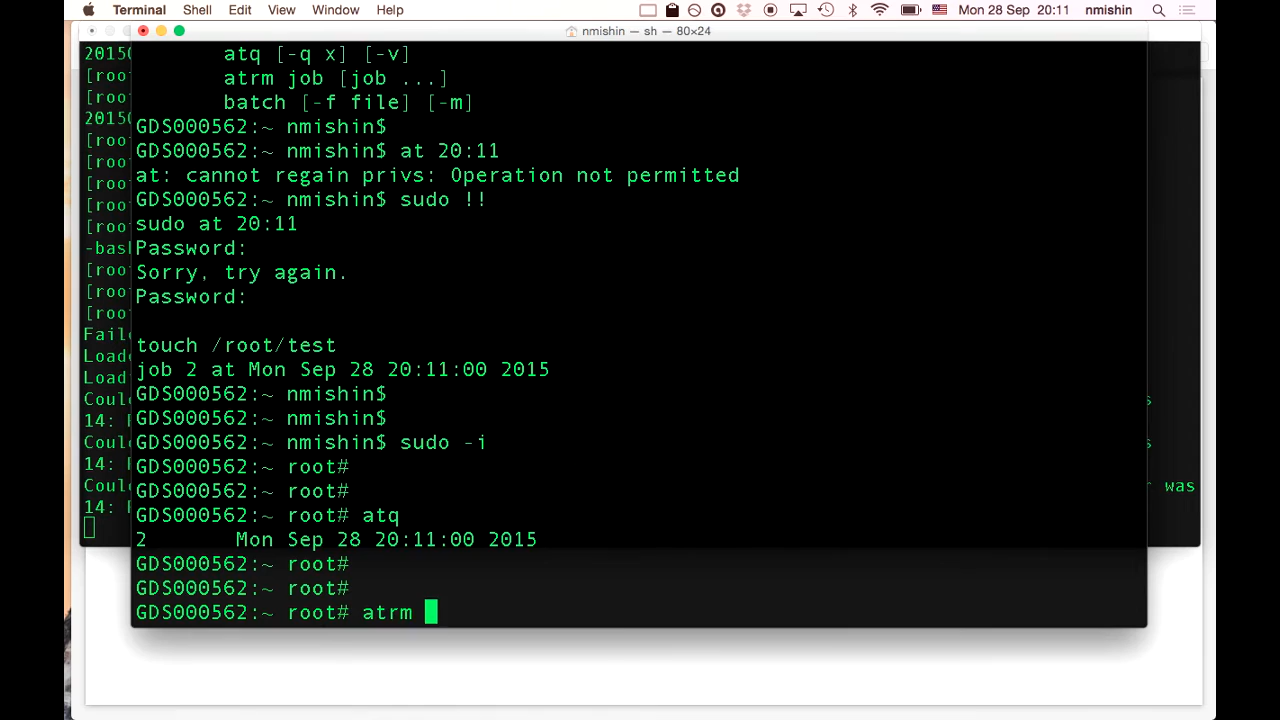 Terminal Shell Edit View Window Help Mon 28 Sep 20:11 nmishin
nmishin — sh — 80×24
atq [-q x] [-v]
atrm job [job ...]
batch [-f file] [-m]
GDS000562:~ nmishin$
GDS000562:~ nmishin$ at 20:11
at: cannot regain privs: Operation not permitted
GDS000562:~ nmishin$ sudo !!
sudo at 20:11
Password:
Sorry, try again.
Password:
touch /root/test
job 2 at Mon Sep 28 20:11:00 2015
GDS000562:~ nmishin$
GDS000562:~ nmishin$
GDS000562:~ nmishin$ sudo -i
GDS000562:~ root#
GDS000562:~ root#
GDS000562:~ root# atq
2 Mon Sep 28 20:11:00 2015
GDS000562:~ root#
GDS000562:~ root#
GDS000562:~ root# atrm
was